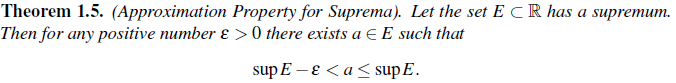 Theorem 1.5. (Approximation Property for Suprema). Let the set E ⊂ ℝ has a supremum.
Then for any positive number ε > 0 there exists a ∈ E such that
sup E − ε < a ≤ sup E.